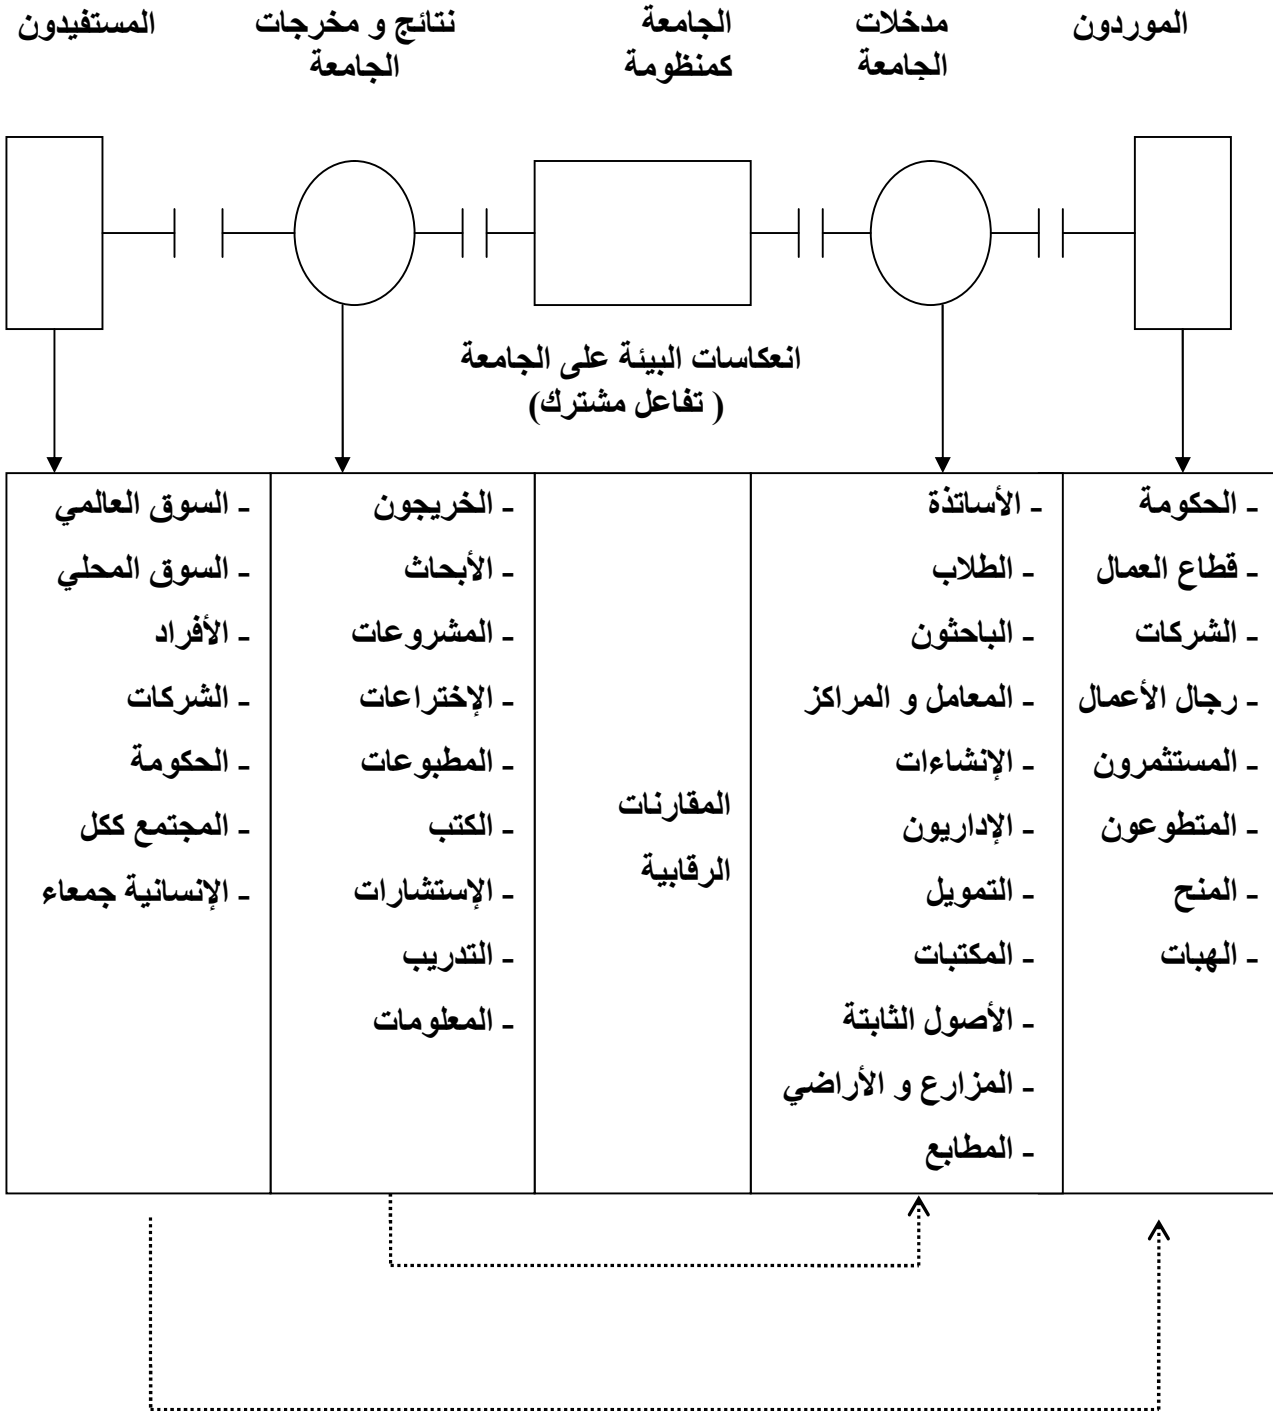 الموردون
مدخلات
الجامعة
الجامعة
كمنظومة
نتائج و مخرجات
الجامعة
المستفيدون
انعكاسات البيئة على الجامعة
( تفاعل مشترك)
- الحكومة
- قطاع العمال
- الشركات
- رجال الأعمال
- المستثمرون
- المتطوعون
- المنح
- الهبات
- الأساتذة
- الطلاب
- الباحثون
- المعامل و المراكز
- الإنشاءات
- الإداريون
- التمويل
- المكتبات
- الأصول الثابتة
- المزارع و الأراضي
- المطابع
المقارنات
الرقابية
- الخريجون
- الأبحاث
- المشروعات
- الإختراعات
- المطبوعات
- الكتب
- الإستشارات
- التدريب
- المعلومات
- السوق العالمي
- السوق المحلي
- الأفراد
- الشركات
- الحكومة
- المجتمع ككل
- الإنسانية جمعاء